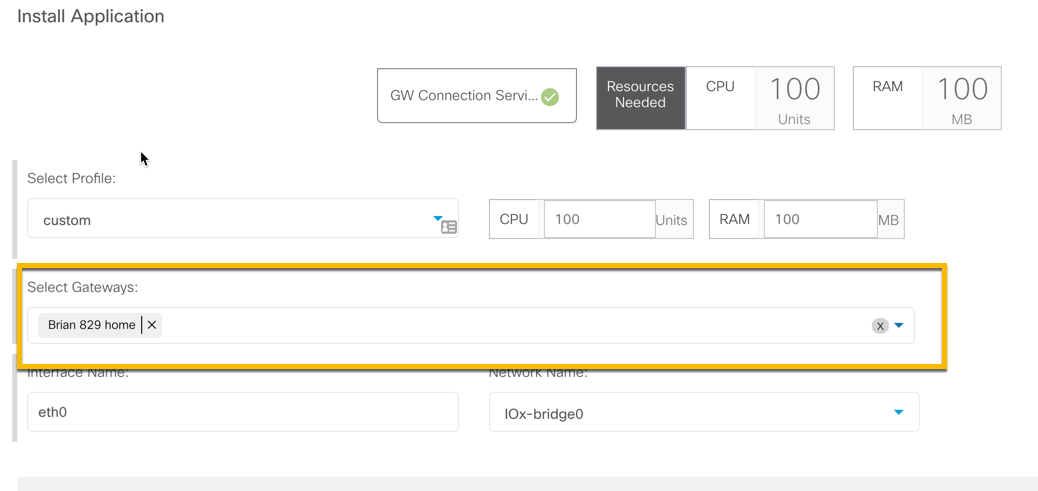 Install Application
GW Connection Servi...
Resources
Needed
CPU
100
Units
RAM
100
MB
Select Profile:
custom
CPU 100 Units
RAM 100 MB
Select Gateways:
Brian 829 home X
X
Interface Name:
Network Name:
eth0
IOx-bridge0